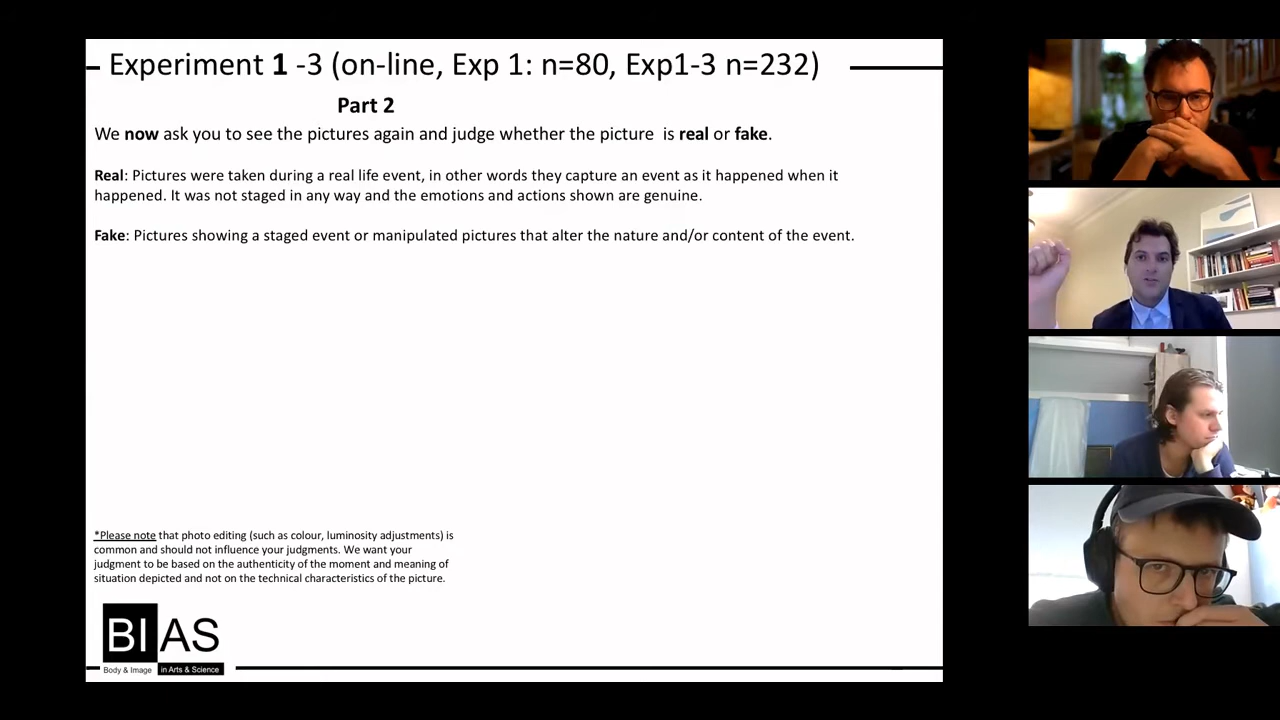 Experiment 1 -3 (on-line, Exp 1: n=80, Exp1-3 n=232)
Part 2
We now ask you to see the pictures again and judge whether the picture is real or fake.
Real: Pictures were taken during a real life event, in other words they capture an event as it happened when it
happened. It was not staged in any way and the emotions and actions shown are genuine.
Fake: Pictures showing a staged event or manipulated pictures that alter the nature and/or content of the event.
*Please note that photo editing (such as colour, luminosity adjustments) is
common and should not influence your judgments. We want your
judgment to be based on the authenticity of the moment and meaning of
situation depicted and not on the technical characteristics of the picture.
BIAS
Body & Image in Arts & Science